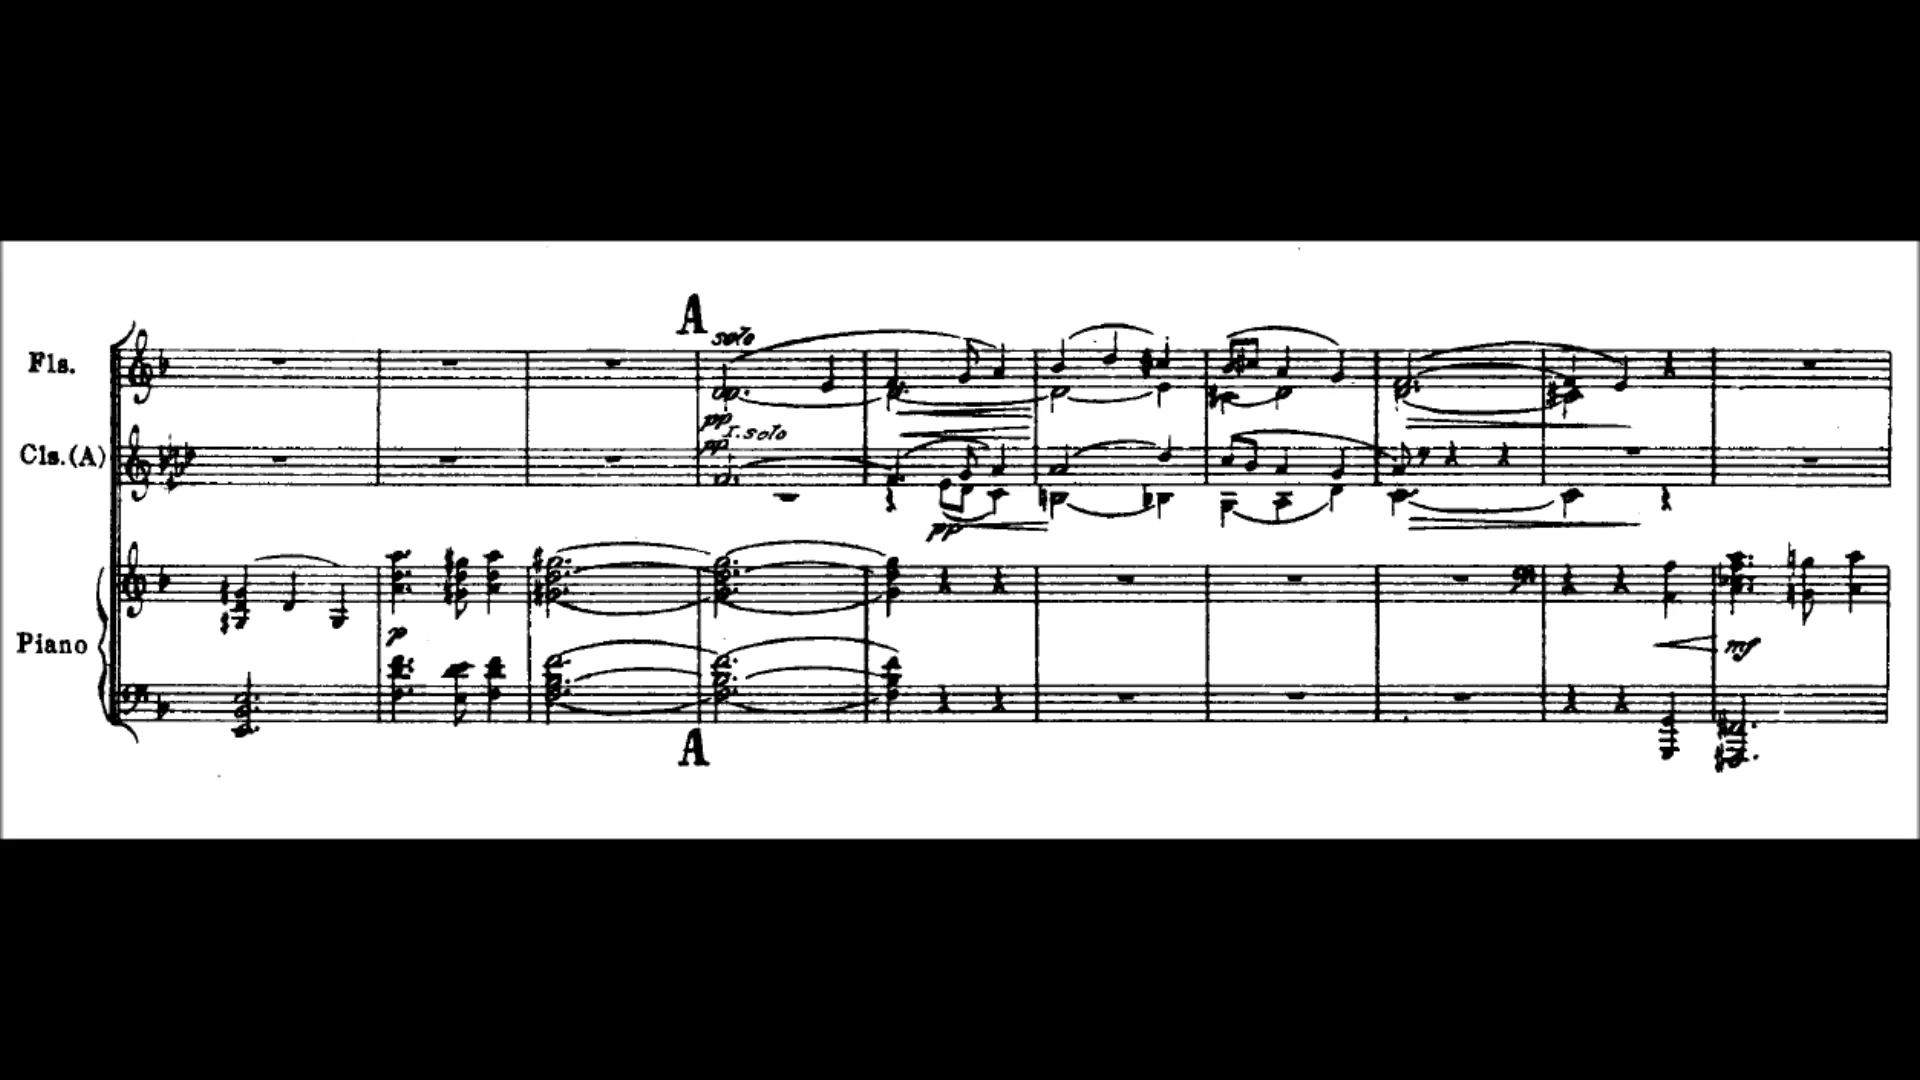 A
solo
Fls.
pp
I. solo
pp
Cls.(A)
pp
p
Piano
mf
A